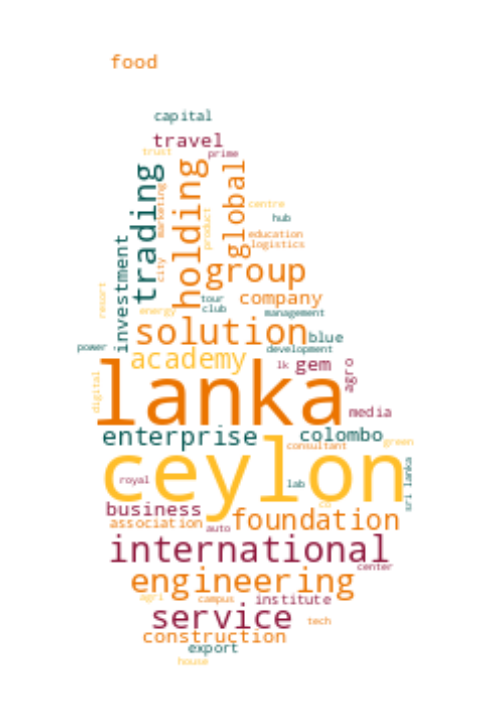 food
capital
travel
trust
prime
trading
holding
global
marketing
product
city
centre
hub
education
logistics
group
investment
resort
tour
company
club
energy
management
solution
blue
power
development
academy
lk
gem
agro
digital
lanka
media
enterprise
colombo
consultant
green
ceylon
sri lanka
royal
lab
co
business
association
auto
foundation
international
center
engineering
agri
campus
institute
service
tech
construction
export
house